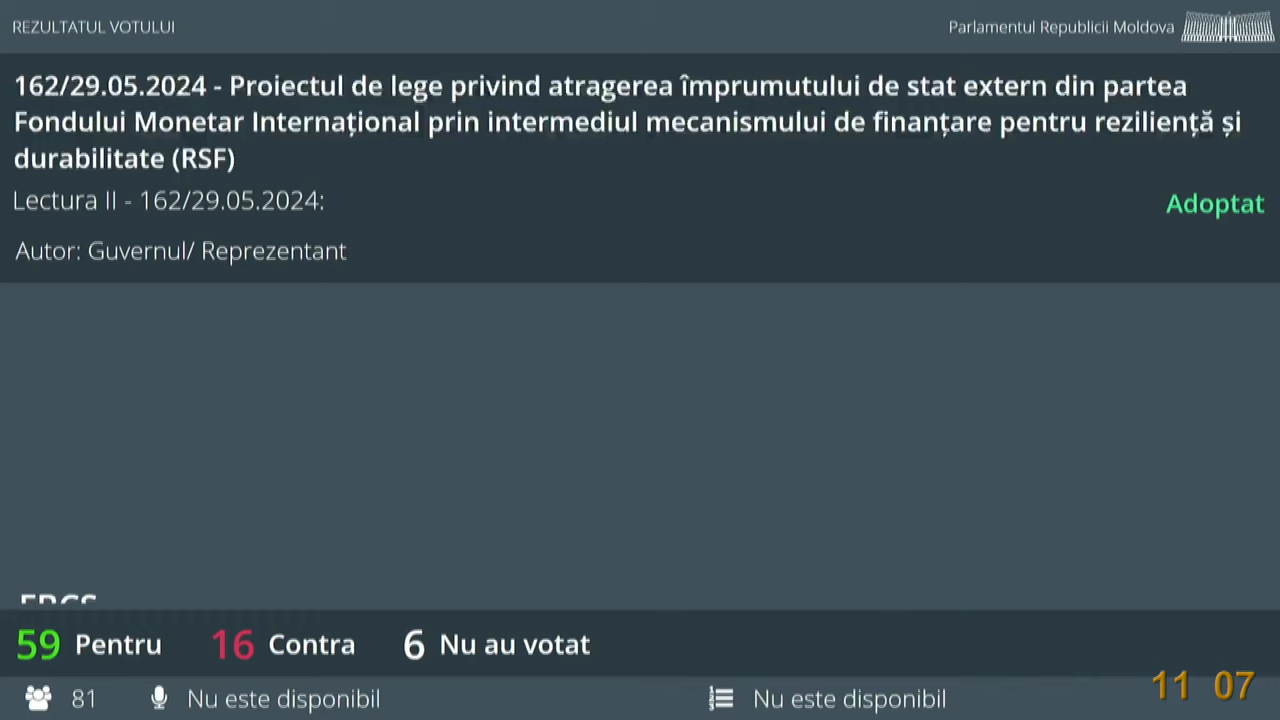 REZULTATUL VOTULUI
Parlamentul Republicii Moldova
162/29.05.2024 - Proiectul de lege privind atragerea împrumutului de stat extern din partea
Fondului Monetar Internațional prin intermediul mecanismului de finanțare pentru reziliență și
durabilitate (RSF)
Lectura II - 162/29.05.2024:
Adoptat
Autor: Guvernul/ Reprezentant
59 Pentru 16 Contra 6 Nu au votat
81 Nu este disponibil Nu este disponibil
11 07